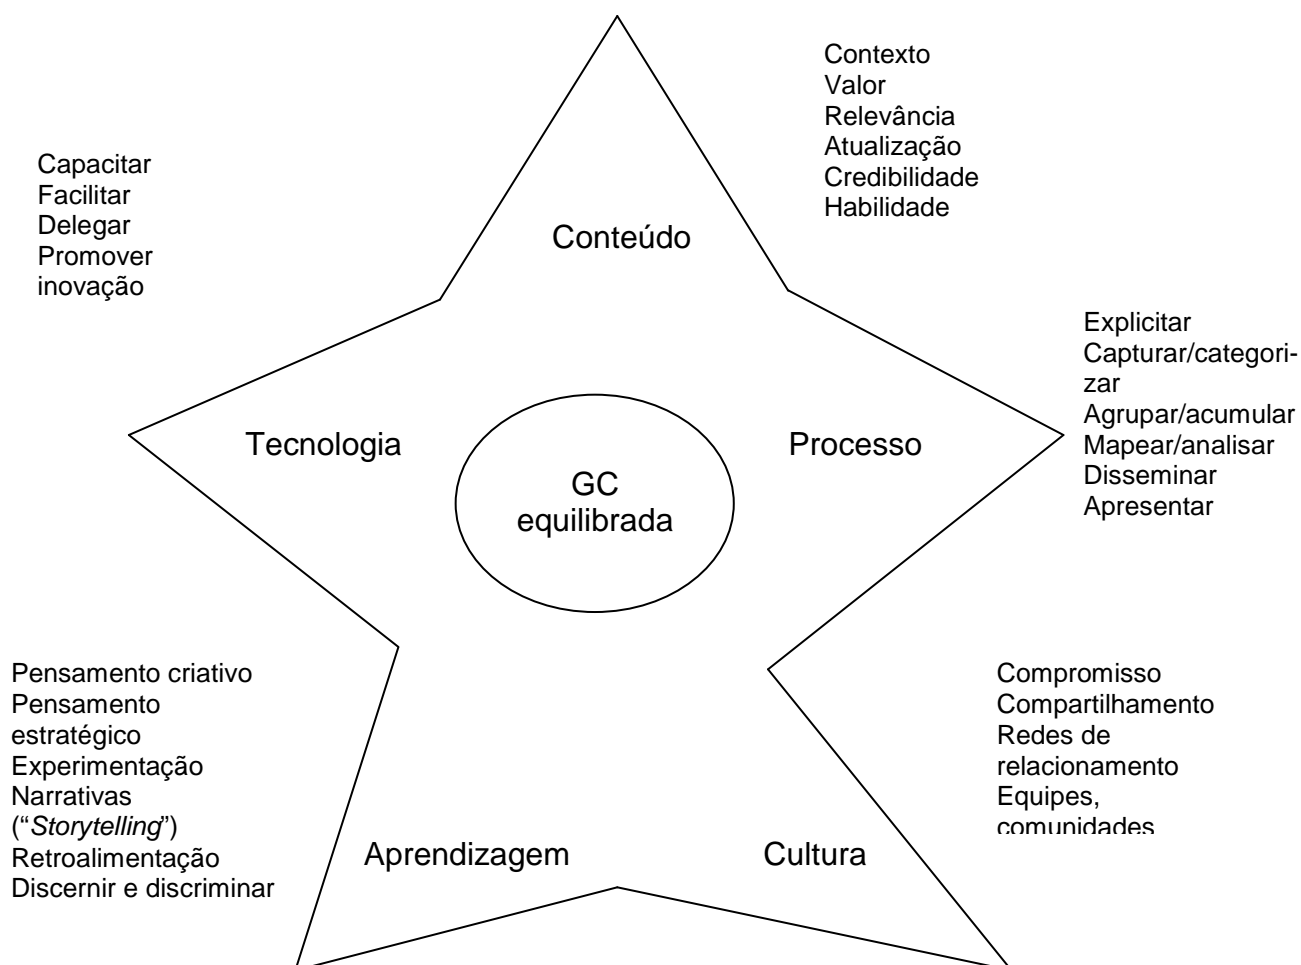 Contexto
Valor
Relevância
Atualização
Credibilidade
Habilidade
Capacitar
Facilitar
Delegar
Promover
inovação
Conteúdo
Explicitar
Capturar/categori-
zar
Agrupar/acumular
Mapear/analisar
Disseminar
Apresentar
Tecnologia
GC
equilibrada
Processo
Pensamento criativo
Pensamento
estratégico
Experimentação
Narrativas
(“Storytelling”)
Retroalimentação
Discernir e discriminar
Compromisso
Compartilhamento
Redes de
relacionamento
Equipes,
comunidades
Aprendizagem
Cultura